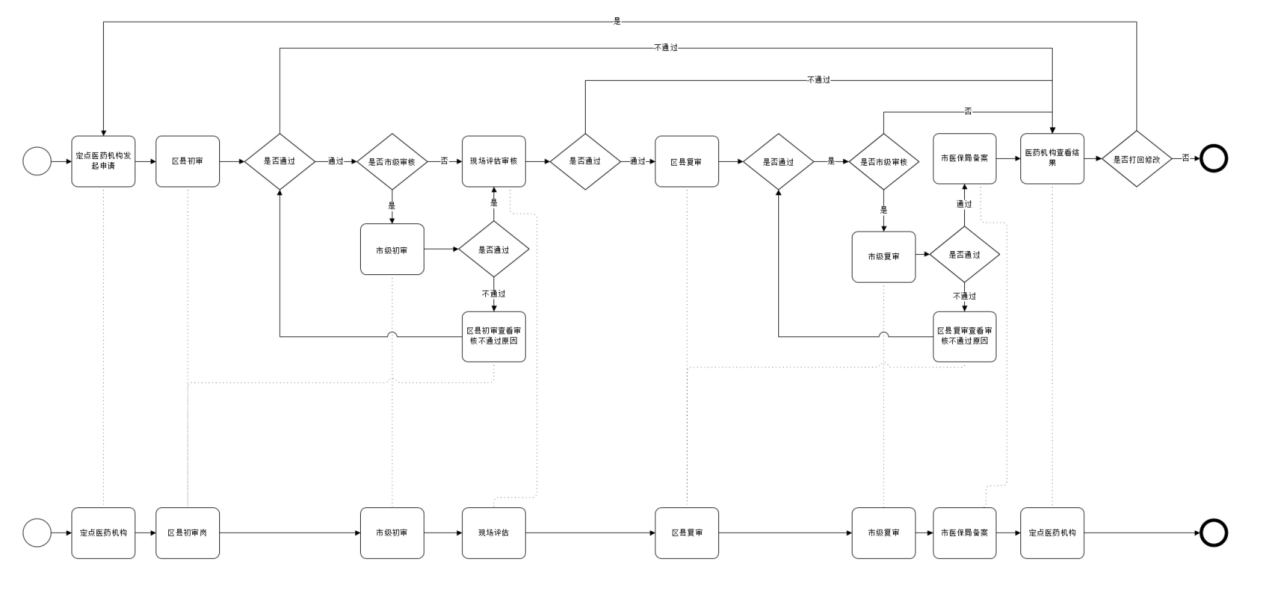 是
不通过
不通过
否
定点医药机构发
起申请
区县初审
是否通过
通过
是否市级审核
否
现场评估审核
是否通过
通过
区县复审
是否通过
是
是否市级审核
市医保局备案
医药机构查看结
果
是否打回修改
否
是
市级初审
是
是否通过
不通过
区县初审查看审
核不通过原因
是
市级复审
通过
是否通过
不通过
区县复审查看审
核不通过原因
定点医药机构
区县初审岗
市级初审
现场评估
区县复审
市级复审
市医保局备案
定点医药机构